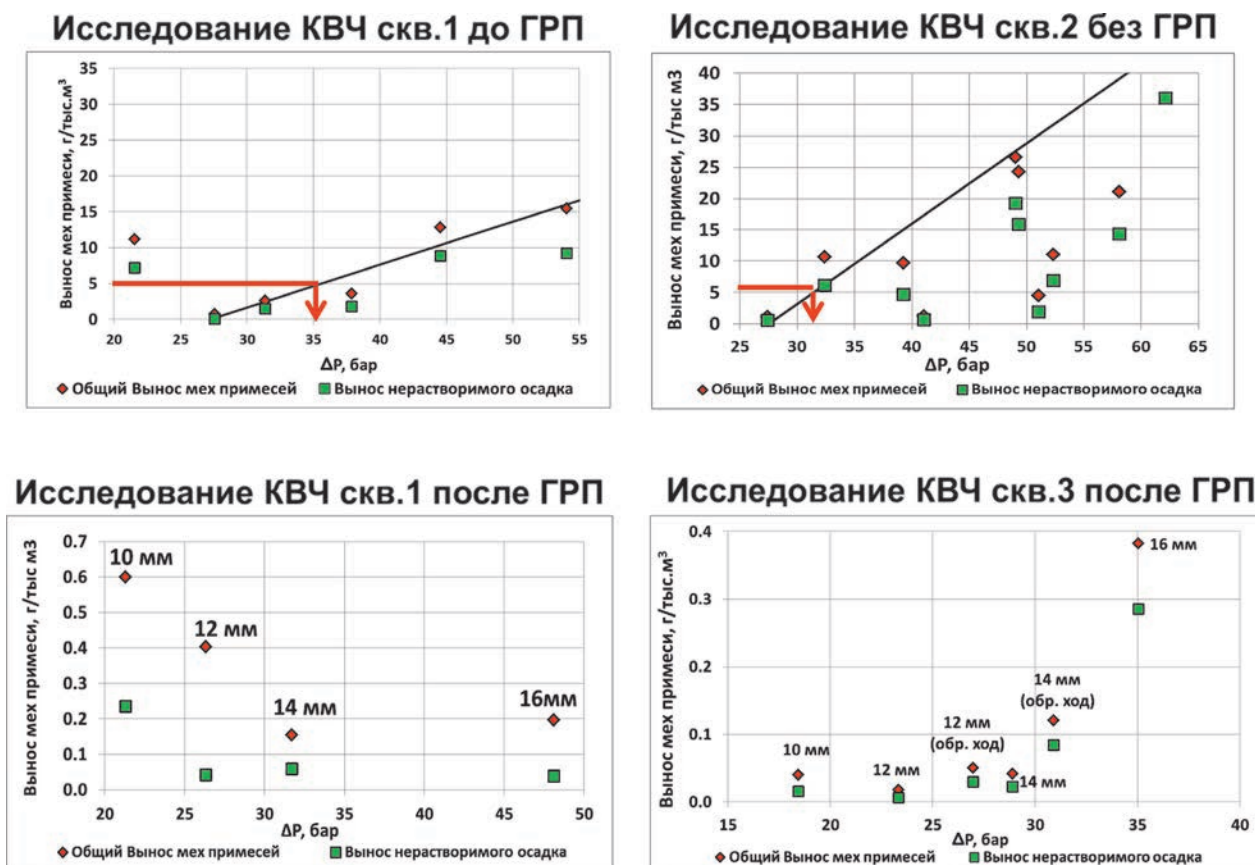 Исследование КВЧ скв.1 до ГРП
Вынос мех примеси, г/тыс.м³
35
30
25
20
15
10
5
0
20 25 30 35 40 45 50 55
ΔP, бар
Общий Вынос мех примесей Вынос нерастворимого осадка
Исследование КВЧ скв.2 без ГРП
Вынос мех примеси, г/тыс м3
40
35
30
25
20
15
10
5
0
25 30 35 40 45 50 55 60 65
ΔP, бар
Общий Вынос мех примесей Вынос нерастворимого осадка
Исследование КВЧ скв.1 после ГРП
Вынос мех примеси, г/тыс м3
0.7
0.6
0.5
0.4
0.3
0.2
0.1
0.0
10 мм
12 мм
14 мм
16мм
20 25 30 35 40 45 50
ΔP, бар
Общий Вынос мех примесей Вынос нерастворимого осадка
Исследование КВЧ скв.3 после ГРП
Вынос мех примеси, г/тыс.м³
0.4
0.3
0.2
0.1
0.0
16 мм
14 мм
(обр. ход)
12 мм
(обр. ход)
10 мм
12 мм
14 мм
15 20 25 30 35 40
ΔP, бар
Общий Вынос мех примесей Вынос нерастворимого осадка